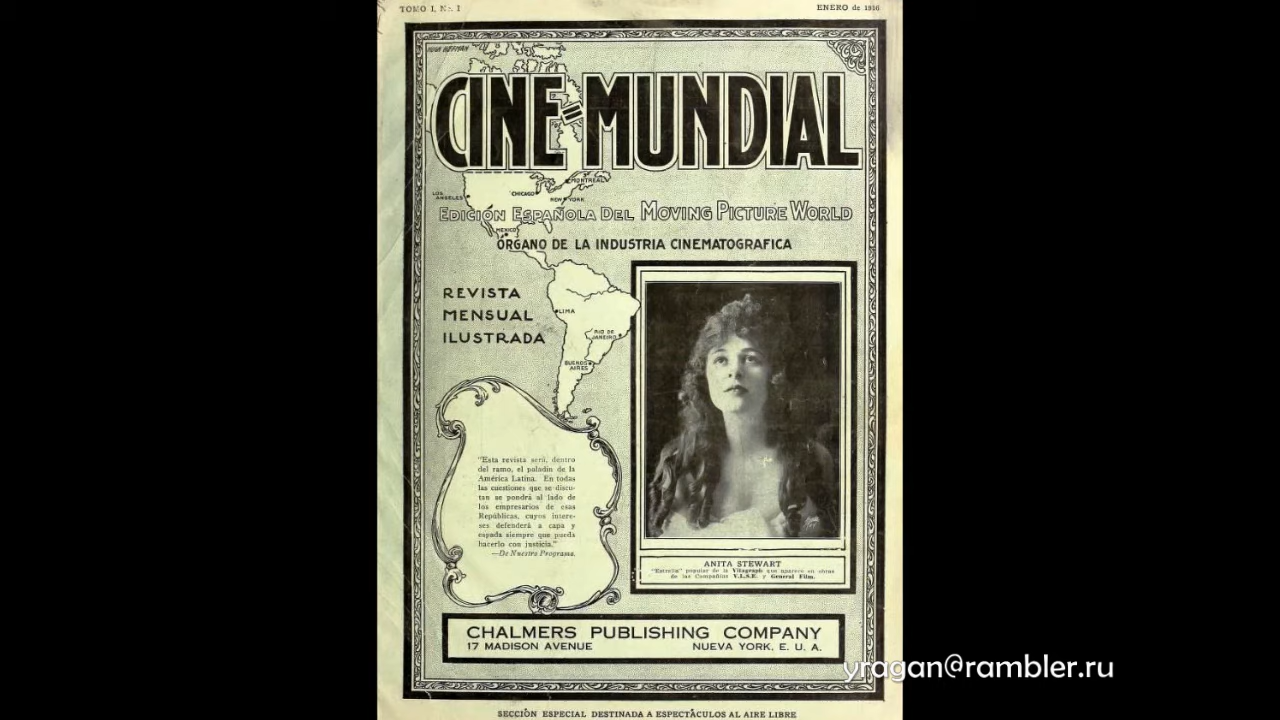 TOMO I, No. 1
ENERO de 1916
CINE=MUNDIAL
MONTREAL
LOS ANGELES
CHICAGO
NEW YORK
EDICIÓN ESPAÑOLA DEL MOVING PICTURE WORLD
MEXICO
ÓRGANO DE LA INDUSTRIA CINEMATOGRAFICA
REVISTA
MENSUAL
ILUSTRADA
LIMA
RIO DE
JANEIRO
BUENOS
AIRES
"Esta revista será, dentro
del ramo, el paladín de la
América Latina. En todas
las cuestiones que se discu-
tan se pondrá al lado de
los empresarios de esas
Repúblicas, cuyos intere-
ses defenderá a capa y
espada siempre que pueda
hacerlo con justicia."
—De Nuestro Programa.
ANITA STEWART
"Estrella" popular de la Vitagraph que aparece en obras
de las Compañías V.L.S.E. y General Film.
CHALMERS PUBLISHING COMPANY
17 MADISON AVENUE NUEVA YORK, E. U. A.
yragan@rambler.ru
SECCIÓN ESPECIAL DESTINADA A ESPECTÁCULOS AL AIRE LIBRE